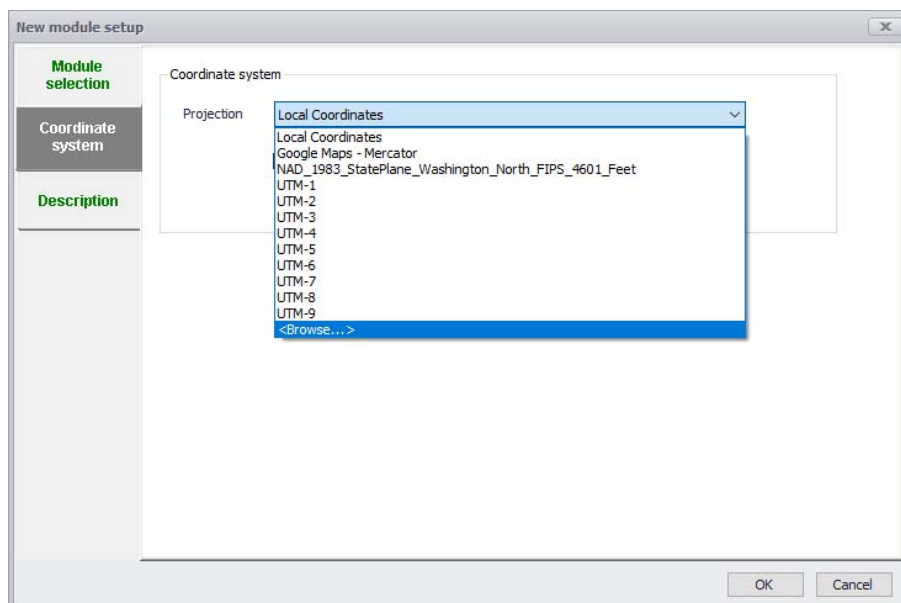 New module setup
Module
selection
Coordinate
system
Description
Coordinate system
Projection
Local Coordinates
Local Coordinates
Google Maps - Mercator
NAD_1983_StatePlane_Washington_North_FIPS_4601_Feet
UTM-1
UTM-2
UTM-3
UTM-4
UTM-5
UTM-6
UTM-7
UTM-8
UTM-9
<Browse...>
OK
Cancel